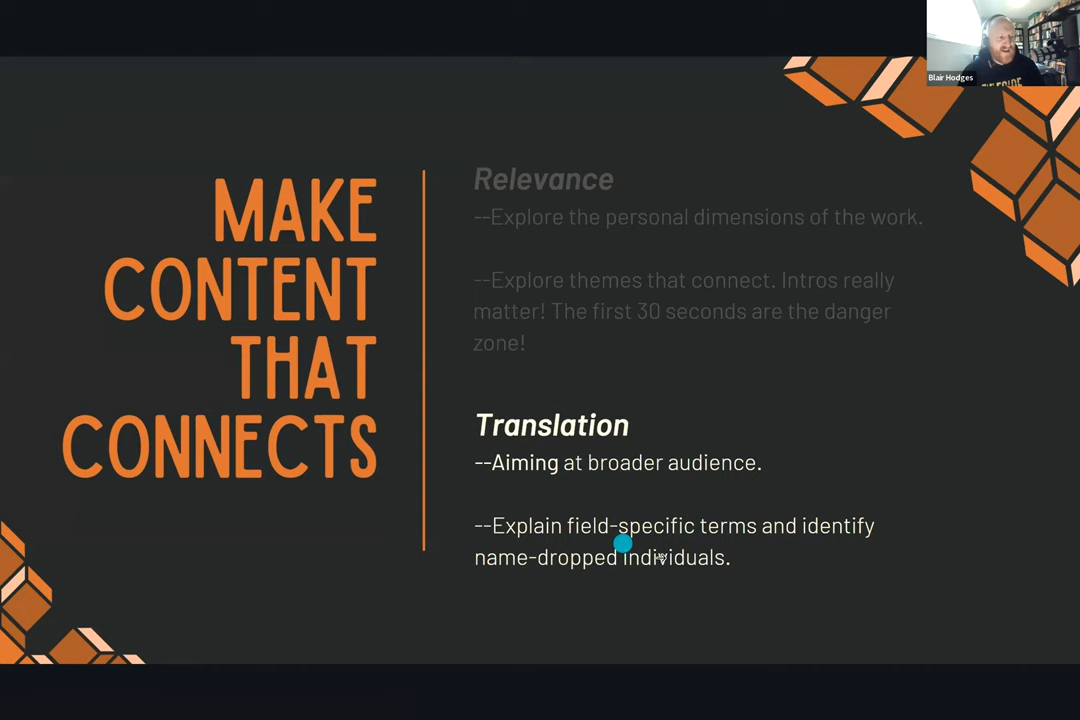 Blair Hodges
MAKE
CONTENT
THAT
CONNECTS
Relevance
--Explore the personal dimensions of the work.
--Explore themes that connect. Intros really
matter! The first 30 seconds are the danger
zone!
Translation
--Aiming at broader audience.
--Explain field-specific terms and identify
name-dropped individuals.